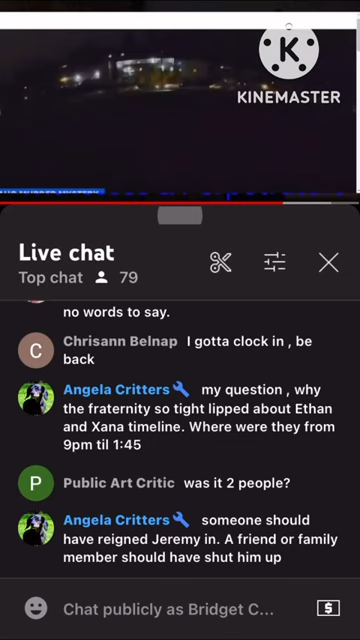 K
KINEMASTER
Live chat
Top chat 79
no words to say.
C Chrisann Belnap I gotta clock in , be
back
Angela Critters my question , why
the fraternity so tight lipped about Ethan
and Xana timeline. Where were they from
9pm til 1:45
P Public Art Critic was it 2 people?
Angela Critters someone should
have reigned Jeremy in. A friend or family
member should have shut him up
Chat publicly as Bridget C... $